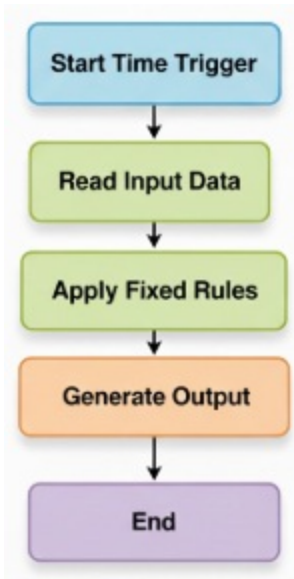 Start Time Trigger
Read Input Data
Apply Fixed Rules
Generate Output
End